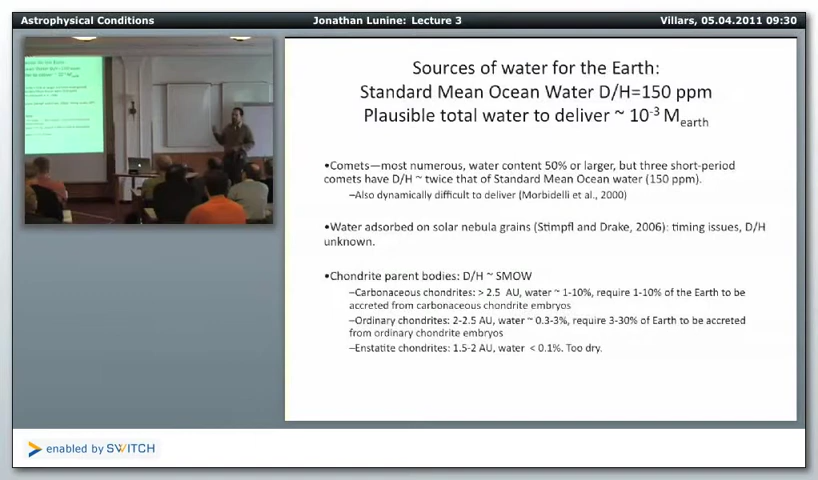 Astrophysical Conditions
Jonathan Lunine: Lecture 3
Villars, 05.04.2011 09:30
Sources of water for the Earth:
Standard Mean Ocean Water D/H=150 ppm
Plausible total water to deliver ~ 10⁻³ Mearth
•Comets—most numerous, water content 50% or larger, but three short-period
comets have D/H ~ twice that of Standard Mean Ocean water (150 ppm).
–Also dynamically difficult to deliver (Morbidelli et al., 2000)
•Water adsorbed on solar nebula grains (Stimpfl and Drake, 2006): timing issues, D/H
unknown.
•Chondrite parent bodies: D/H ~ SMOW
–Carbonaceous chondrites: > 2.5 AU, water ~ 1-10%, require 1-10% of the Earth to be
accreted from carbonaceous chondrite embryos
–Ordinary chondrites: 2-2.5 AU, water ~ 0.3-3%, require 3-30% of Earth to be accreted
from ordinary chondrite embryos
–Enstatite chondrites: 1.5-2 AU, water < 0.1%. Too dry.
enabled by SWITCH